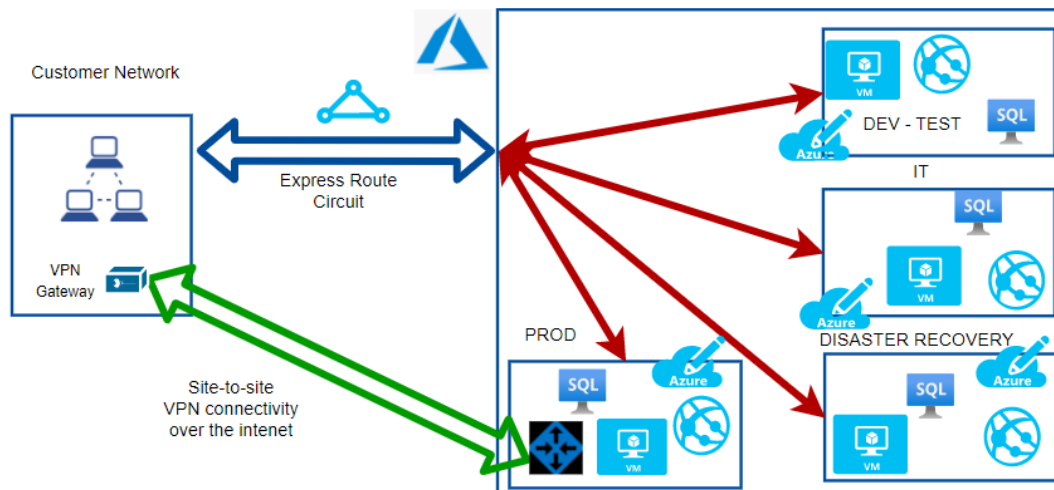 Customer Network
VPN
Gateway
Express Route
Circuit
Site-to-site
VPN connectivity
over the intenet
VM
DEV - TEST
SQL
Azure
IT
SQL
VM
Azure
DISASTER RECOVERY
SQL
Azure
VM
PROD
SQL
Azure
VM